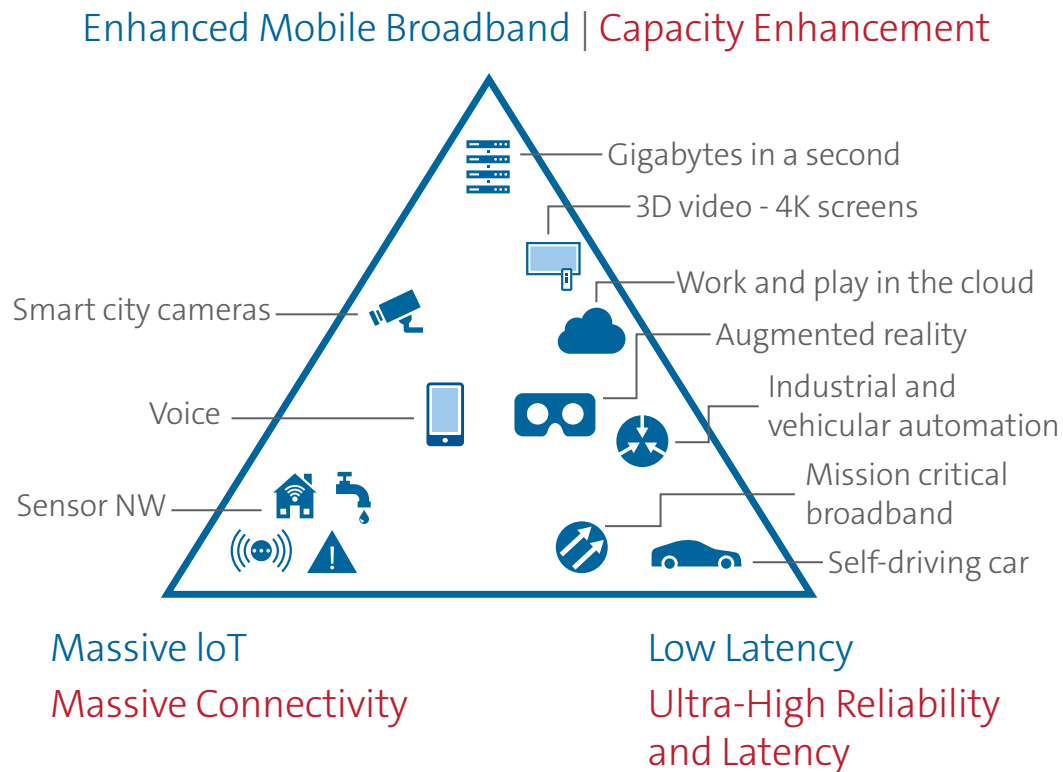 Enhanced Mobile Broadband | Capacity Enhancement
Gigabytes in a second
3D video - 4K screens
Work and play in the cloud
Smart city cameras
Augmented reality
Industrial and
vehicular automation
Voice
Mission critical
broadband
Sensor NW
Self-driving car
Massive IoT
Massive Connectivity
Low Latency
Ultra-High Reliability
and Latency